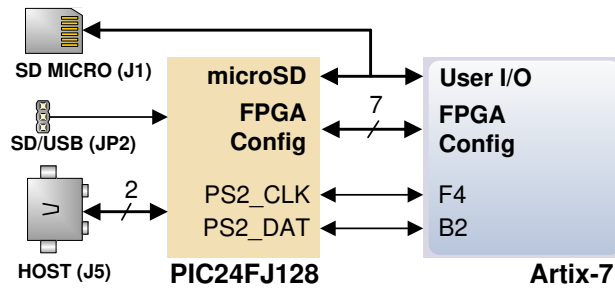 SD MICRO (J1)
SD/USB (JP2)
2
HOST (J5)
microSD
FPGA
Config
PS2_CLK
PS2_DAT
PIC24FJ128
7
User I/O
FPGA
Config
F4
B2
Artix-7